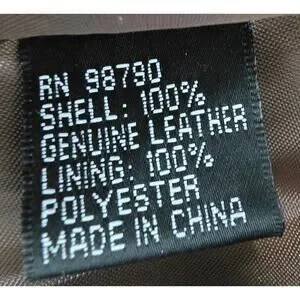 RN 98790
SHELL: 100%
GENUINE LEATHER
LINING: 100%
POLYESTER
MADE IN CHINA